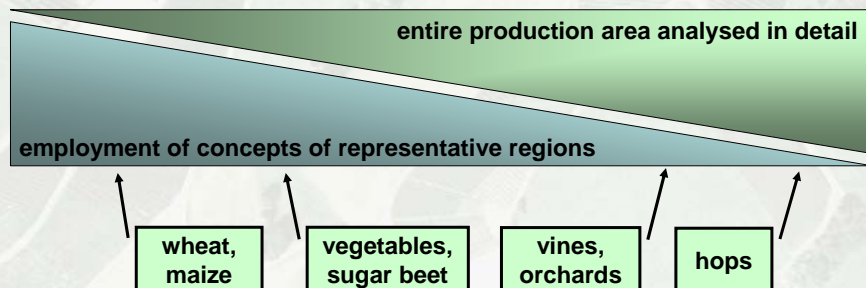 entire production area analysed in detail
employment of concepts of representative regions
wheat,
maize
vegetables,
sugar beet
vines,
orchards
hops